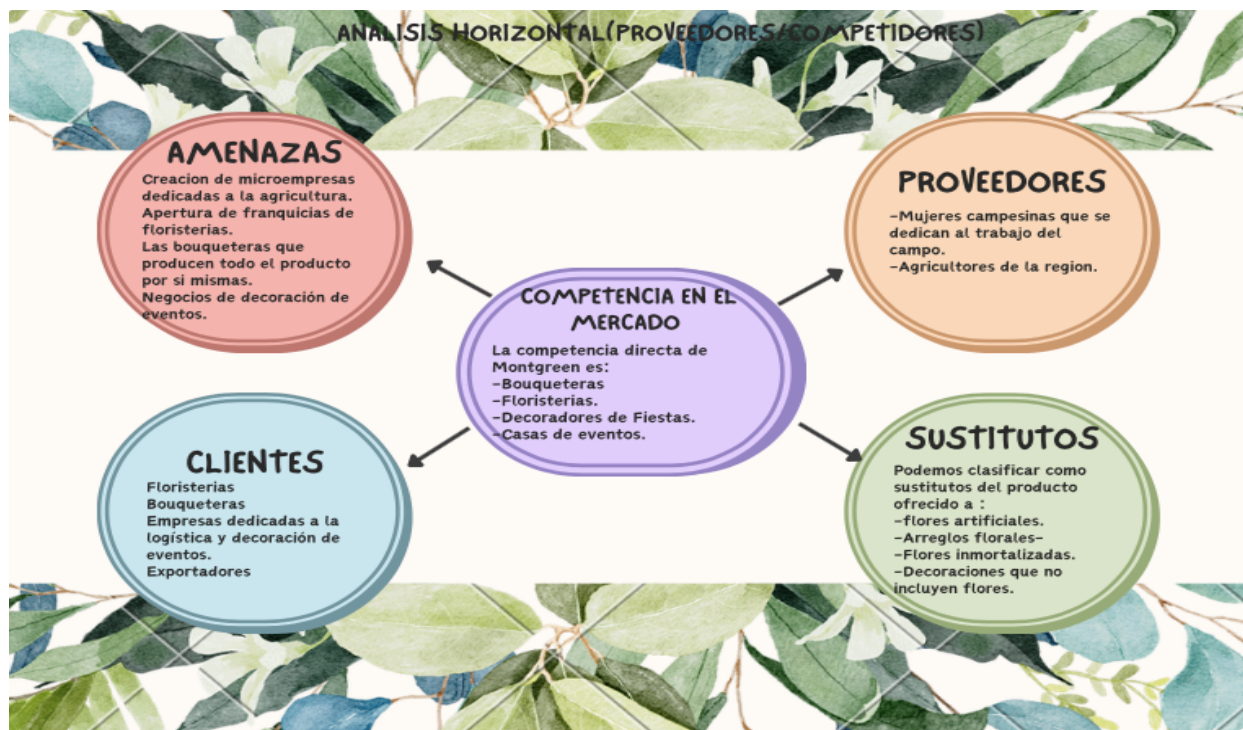 ANALISIS HORIZONTAL(PROVEEDORES/COMPETIDORES)
AMENAZAS
Creacion de microempresas
dedicadas a la agricultura.
Apertura de franquicias de
floristerias.
Las bouqueteras que
producen todo el producto
por si mismas.
Negocios de decoración de
eventos.
PROVEEDORES
-Mujeres campesinas que se
dedican al trabajo del
campo.
-Agricultores de la region.
COMPETENCIA EN EL
MERCADO
La competencia directa de
Montgreen es:
-Bouqueteras
-Floristerias.
-Decoradores de Fiestas.
-Casas de eventos.
CLIENTES
Floristerias
Bouqueteras
Empresas dedicadas a la
logística y decoración de
eventos.
Exportadores
SUSTITUTOS
Podemos clasificar como
sustitutos del producto
ofrecido a :
-flores artificiales.
-Arreglos florales-
-Flores inmortalizadas.
-Decoraciones que no
incluyen flores.